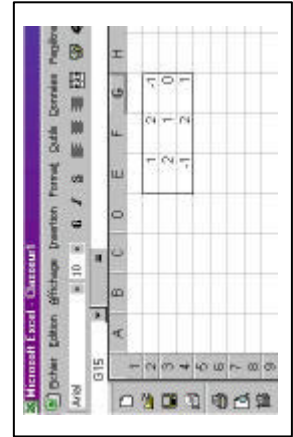 Microsoft Excel - Classeur1
Fichier Edition Affichage Insertion Format Outils Données
Arial 10 G I S
G15 =
A B C D E F G H
1
2 1 2 -1
3 2 1 0
4 -1 2 1
5
6
7
8
9